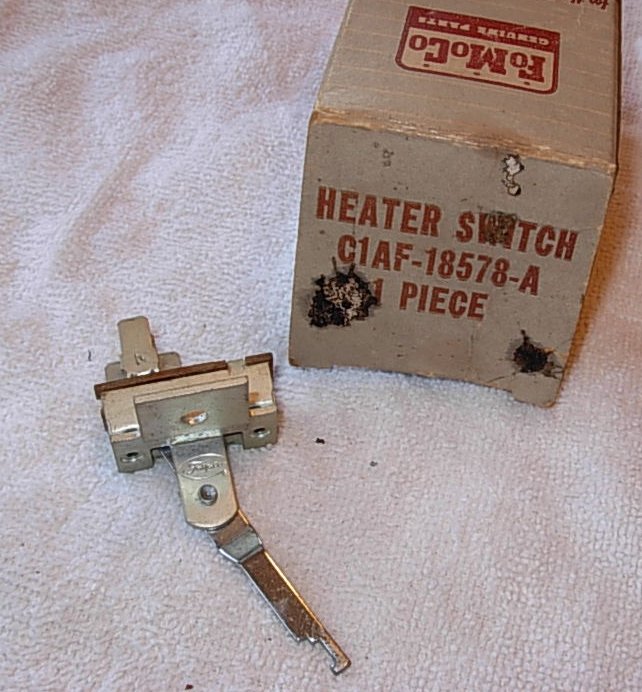 FoMoCo
GENUINE PARTS
HEATER SWITCH
C1AF-18578-A
1 PIECE